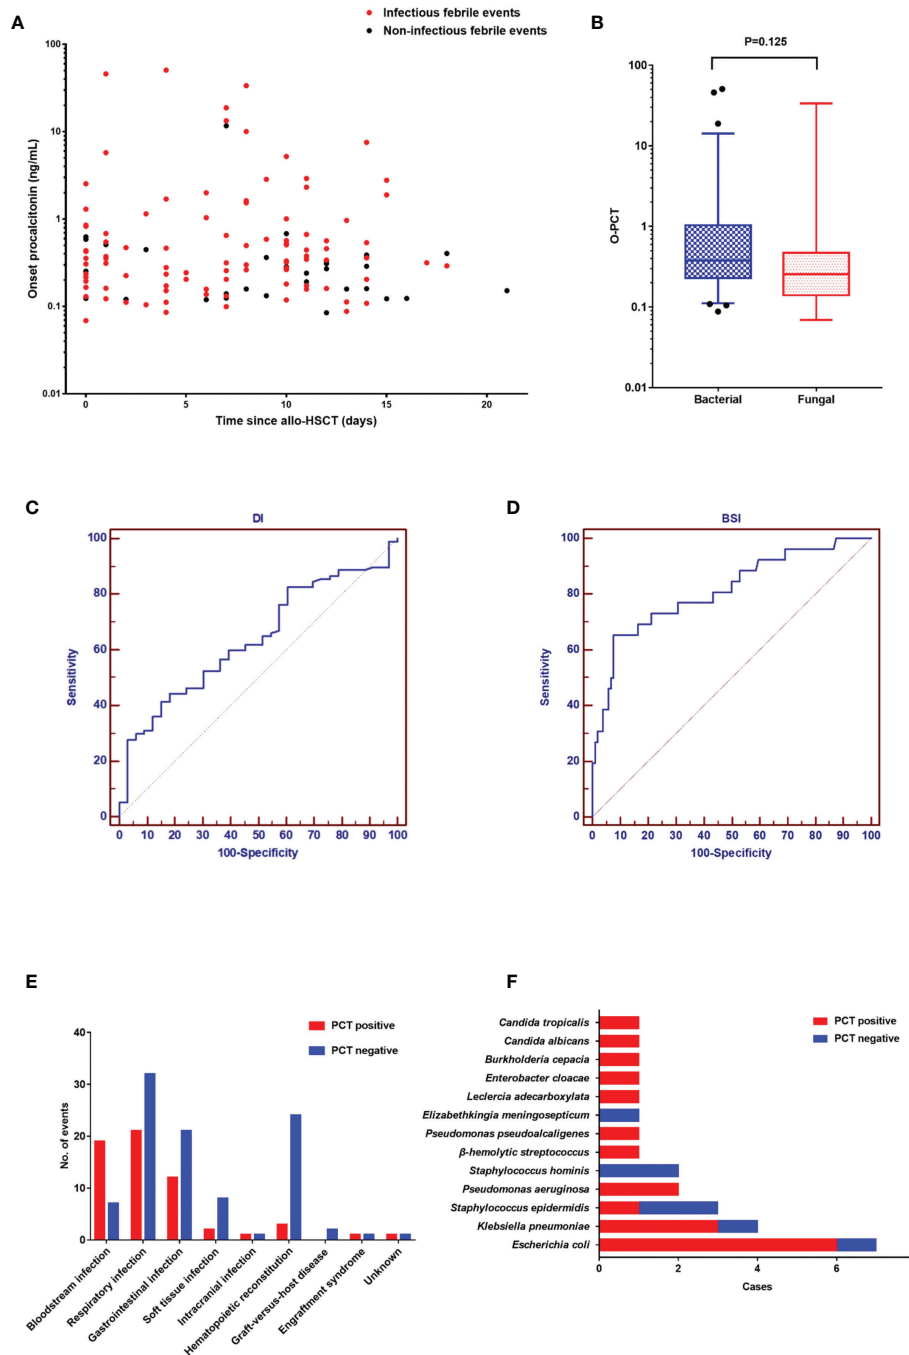 A
Infectious febrile events
Non-infectious febrile events
Onset procalcitonin (ng/mL)
100
10
1
0.1
0.01
0
5
10
15
20
Time since allo-HSCT (days)
B
P=0.125
O-PCT
100
10
1
0.1
0.01
Bacterial
Fungal
C
DI
Sensitivity
100
80
60
40
20
0
0 10 20 30 40 50 60 70 80 90 100
100-Specificity
D
BSI
Sensitivity
100
80
60
40
20
0
0 10 20 30 40 50 60 70 80 90 100
100-Specificity
E
PCT positive
PCT negative
No. of events
40
30
20
10
0
Bloodstream infection
Respiratory infection
Gastrointestinal infection
Soft tissue infection
Intracranial infection
Hematopoietic reconstitution
Graft-versus-host disease
Engraftment syndrome
Unknown
F
PCT positive
PCT negative
Candida tropicalis
Candida albicans
Burkholderia cepacia
Enterobacter cloacae
Leclercia adecarboxylata
Elizabethkingia meningosepticum
Pseudomonas pseudoalcaligenes
β-hemolytic streptococcus
Staphylococcus hominis
Pseudomonas aeruginosa
Staphylococcus epidermidis
Klebsiella pneumoniae
Escherichia coli
0 2 4 6
Cases